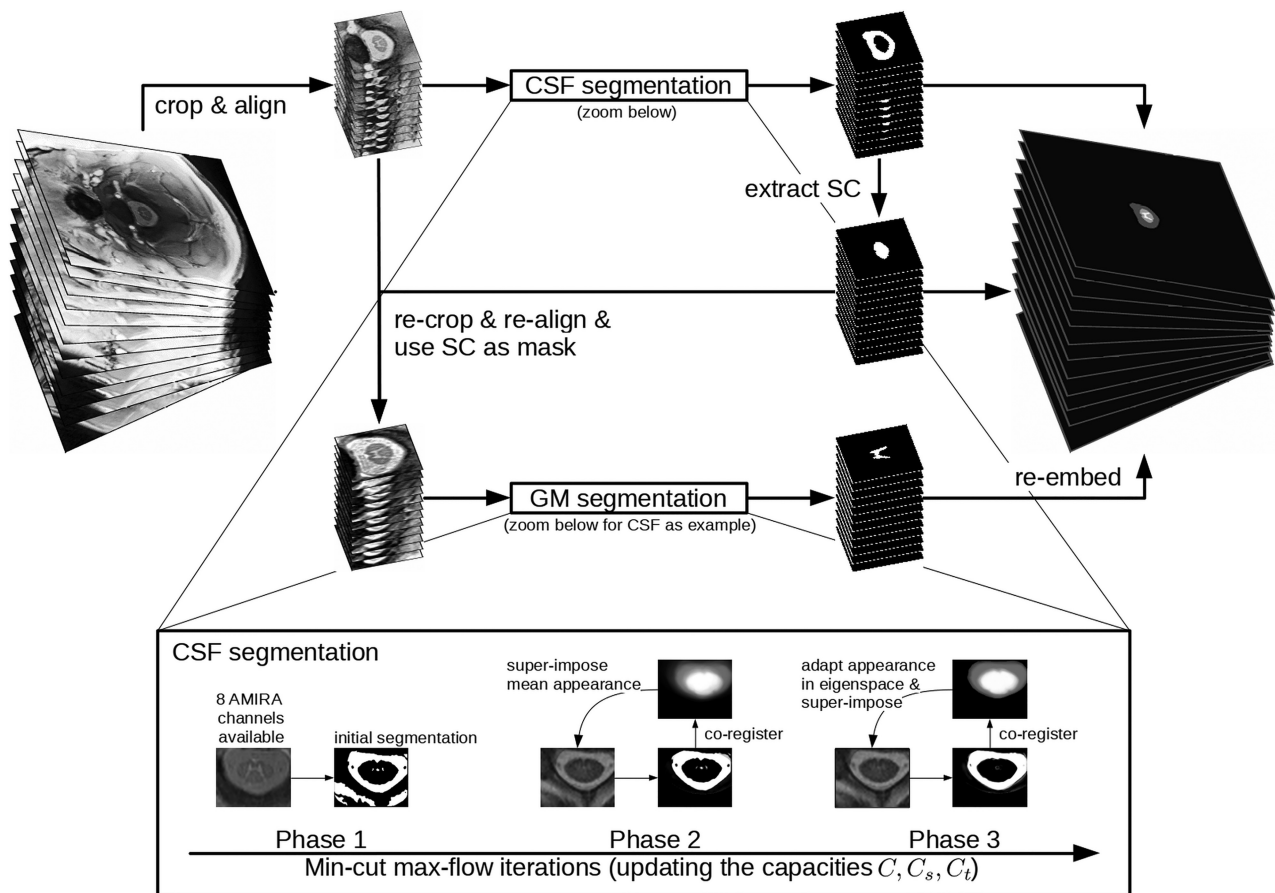 crop & align
CSF segmentation
(zoom below)
extract SC
re-crop & re-align &
use SC as mask
GM segmentation
(zoom below for CSF as example)
re-embed
CSF segmentation
8 AMIRA
channels
available
initial segmentation
super-impose
mean appearance
co-register
adapt appearance
in eigenspace &
super-impose
co-register
Phase 1
Phase 2
Phase 3
Min-cut max-flow iterations (updating the capacities C, Cₛ, Cₜ)